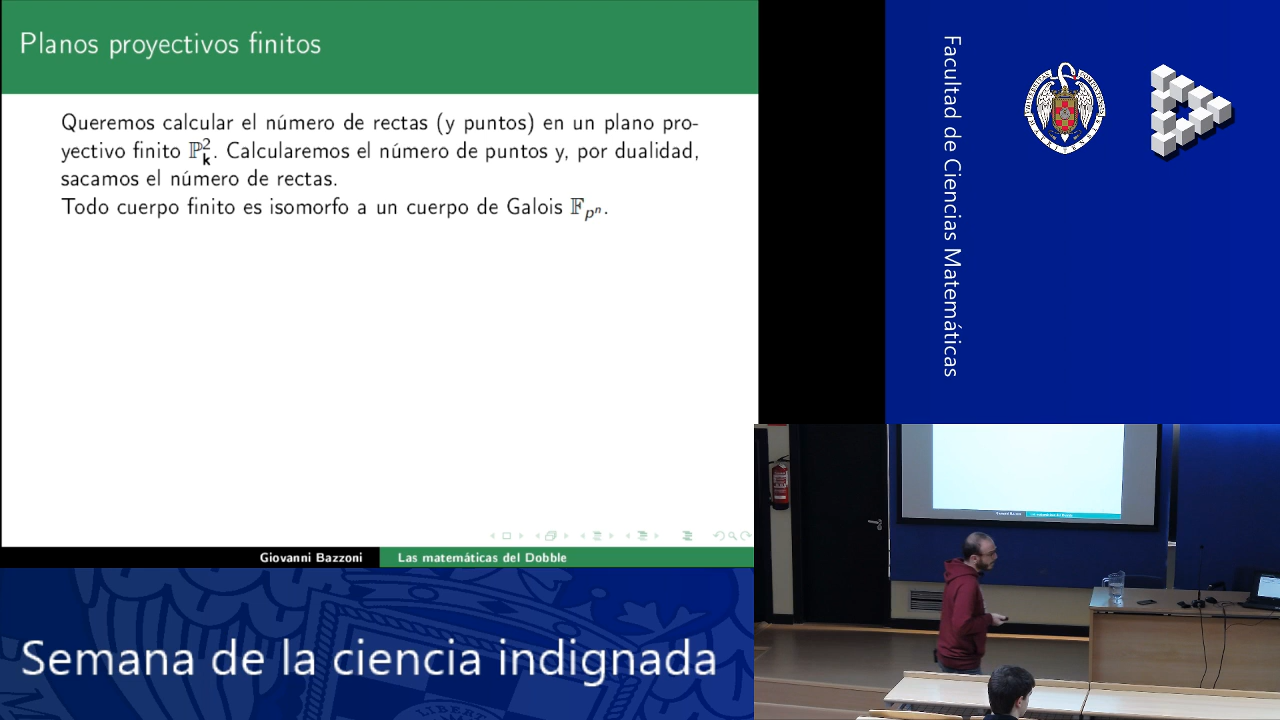 Planos proyectivos finitos
Queremos calcular el número de rectas (y puntos) en un plano pro-
yectivo finito ℙ²ₖ. Calcularemos el número de puntos y, por dualidad,
sacamos el número de rectas.
Todo cuerpo finito es isomorfo a un cuerpo de Galois 𝔽_{pⁿ}.
Giovanni Bazzoni
Las matemáticas del Dobble
Semana de la ciencia indignada
Facultad de Ciencias Matemáticas